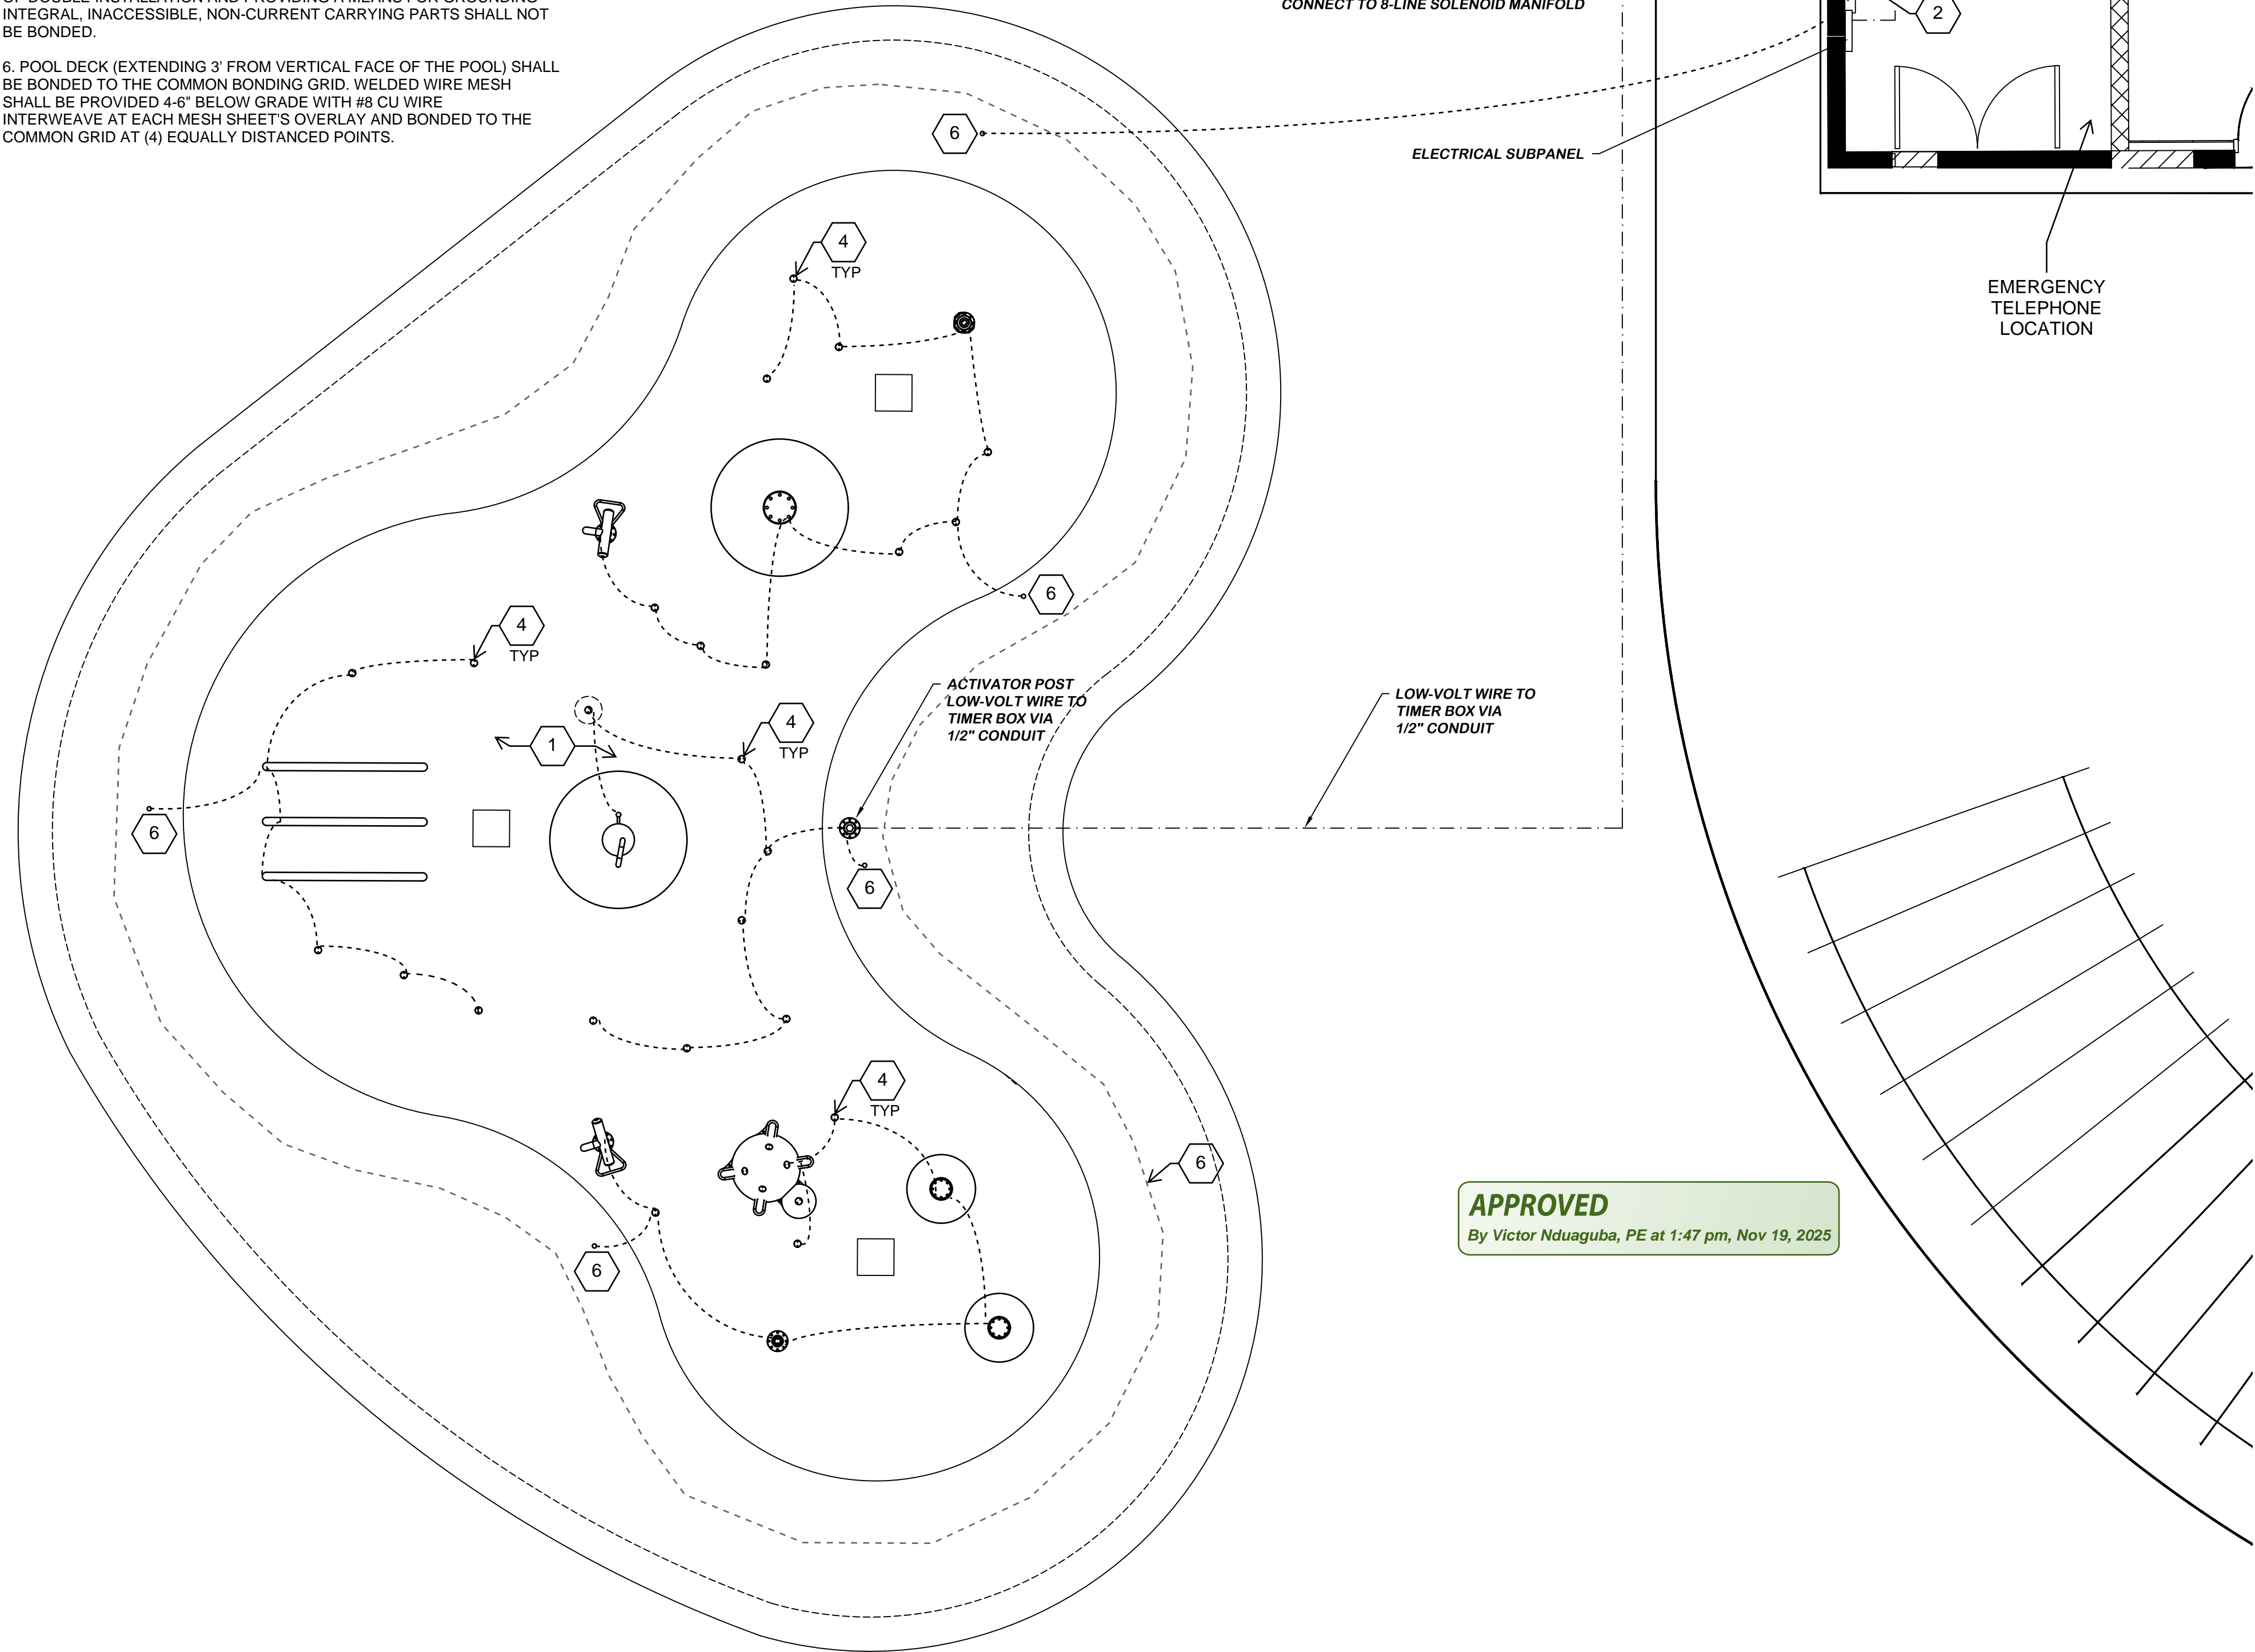 OF DOUBLE INSTALLATION AND PROVIDING A MEANS FOR GROUNDING
INTEGRAL, INACCESSIBLE, NON-CURRENT CARRYING PARTS SHALL NOT
BE BONDED.
6. POOL DECK (EXTENDING 3' FROM VERTICAL FACE OF THE POOL) SHALL
BE BONDED TO THE COMMON BONDING GRID. WELDED WIRE MESH
SHALL BE PROVIDED 4-6" BELOW GRADE WITH #8 CU WIRE
INTERWEAVE AT EACH MESH SHEET'S OVERLAY AND BONDED TO THE
COMMON GRID AT (4) EQUALLY DISTANCED POINTS.
CONNECT TO 8-LINE SOLENOID MANIFOLD
2
6
ELECTRICAL SUBPANEL
4
TYP
EMERGENCY
TELEPHONE
LOCATION
6
4
TYP
ACTIVATOR POST
LOW-VOLT WIRE TO
TIMER BOX VIA
1/2" CONDUIT
LOW-VOLT WIRE TO
TIMER BOX VIA
1/2" CONDUIT
4
TYP
1
6
6
4
TYP
6
6
APPROVED
By Victor Nduaguba, PE at 1:47 pm, Nov 19, 2025